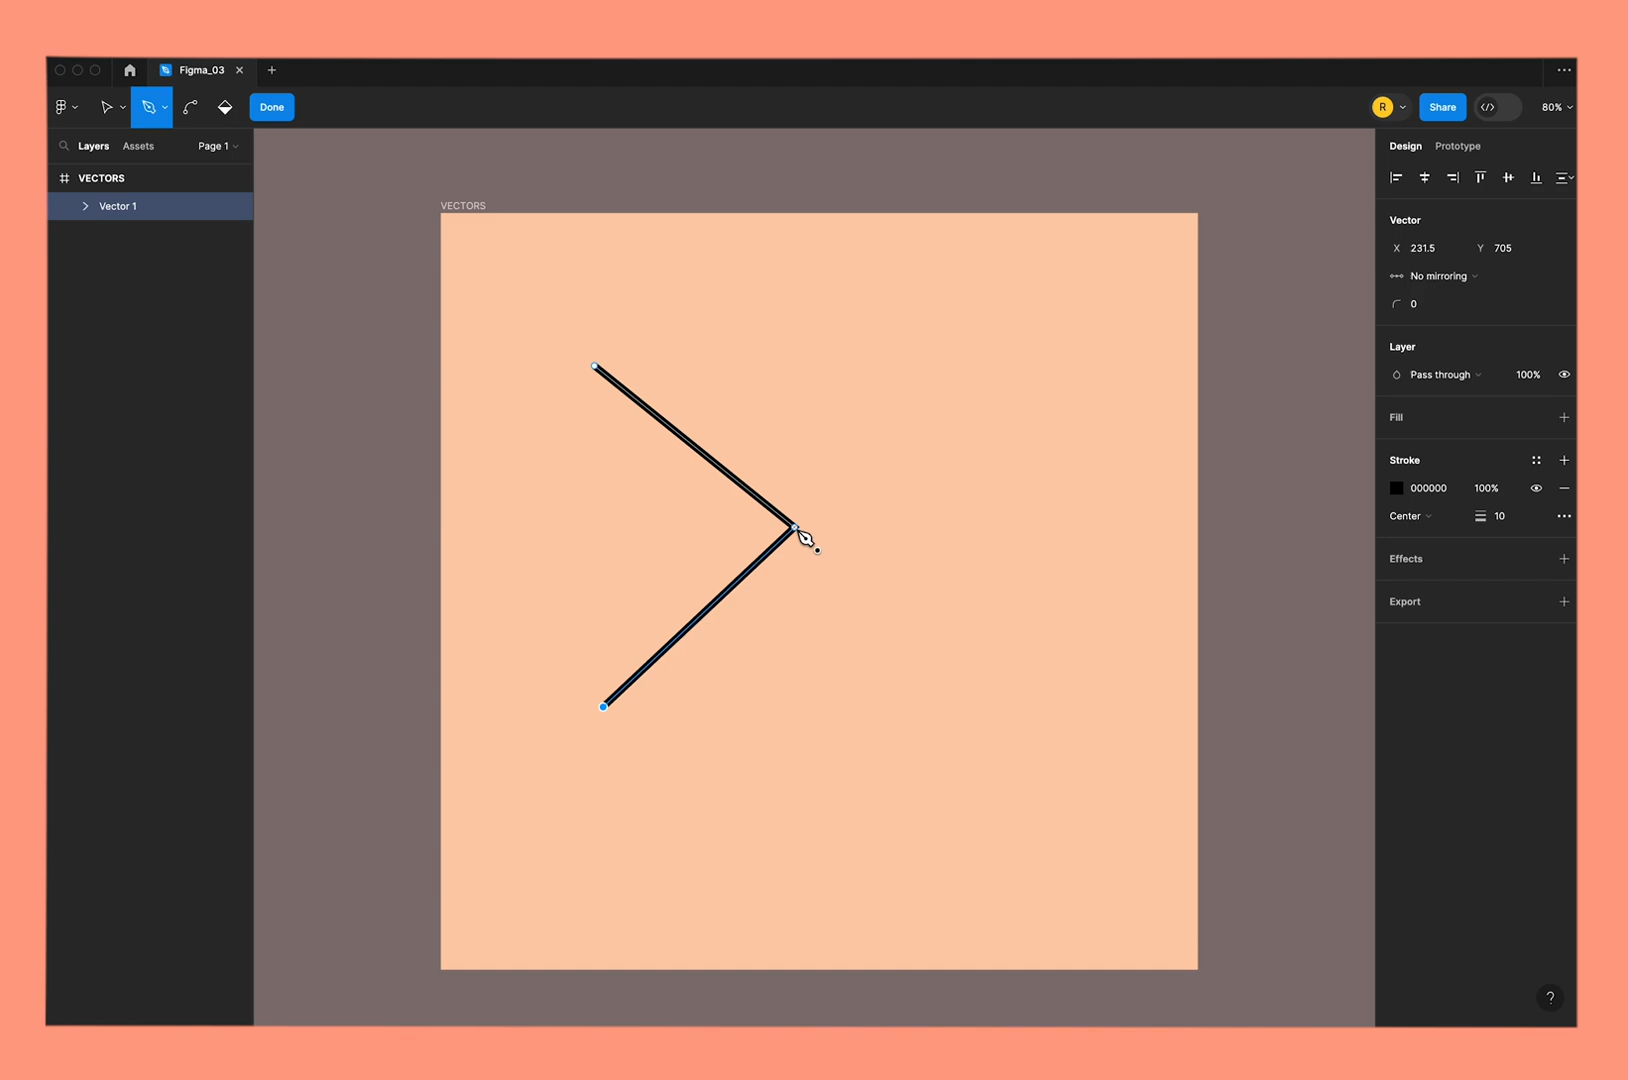 Figma_03
Done
R
Share
80%
Layers
Assets
Page 1
Design
Prototype
VECTORS
Vector 1
VECTORS
Vector
X 231.5
Y 705
No mirroring
0
Layer
Pass through
100%
Fill
Stroke
000000
100%
Center
10
Effects
Export
?